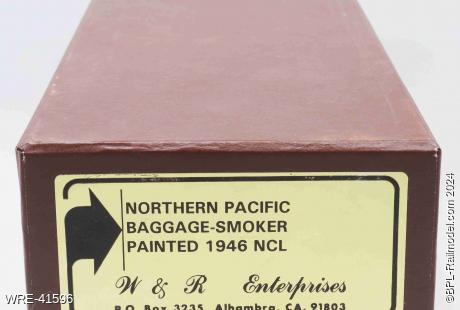 NORTHERN PACIFIC
BAGGAGE-SMOKER
PAINTED 1946 NCL
W & R Enterprises
P.O. Box 3235, Alhambra, CA. 91803
WRE-41596
©BPL-Railmodel.com 2024